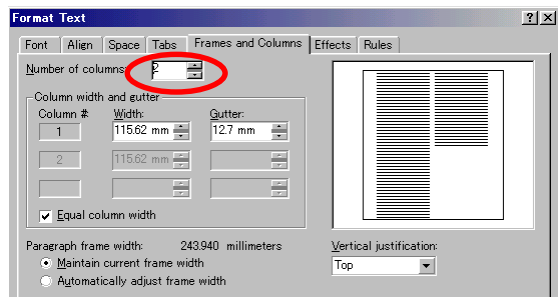 Format Text
Font Align Space Tabs Frames and Columns Effects Rules
Number of columns: 2
Column width and gutter
Column # Width: Gutter:
1 115.62 mm 12.7 mm
2 115.62 mm
Equal column width
Paragraph frame width: 243.940 millimeters
Maintain current frame width
Automatically adjust frame width
Vertical justification:
Top